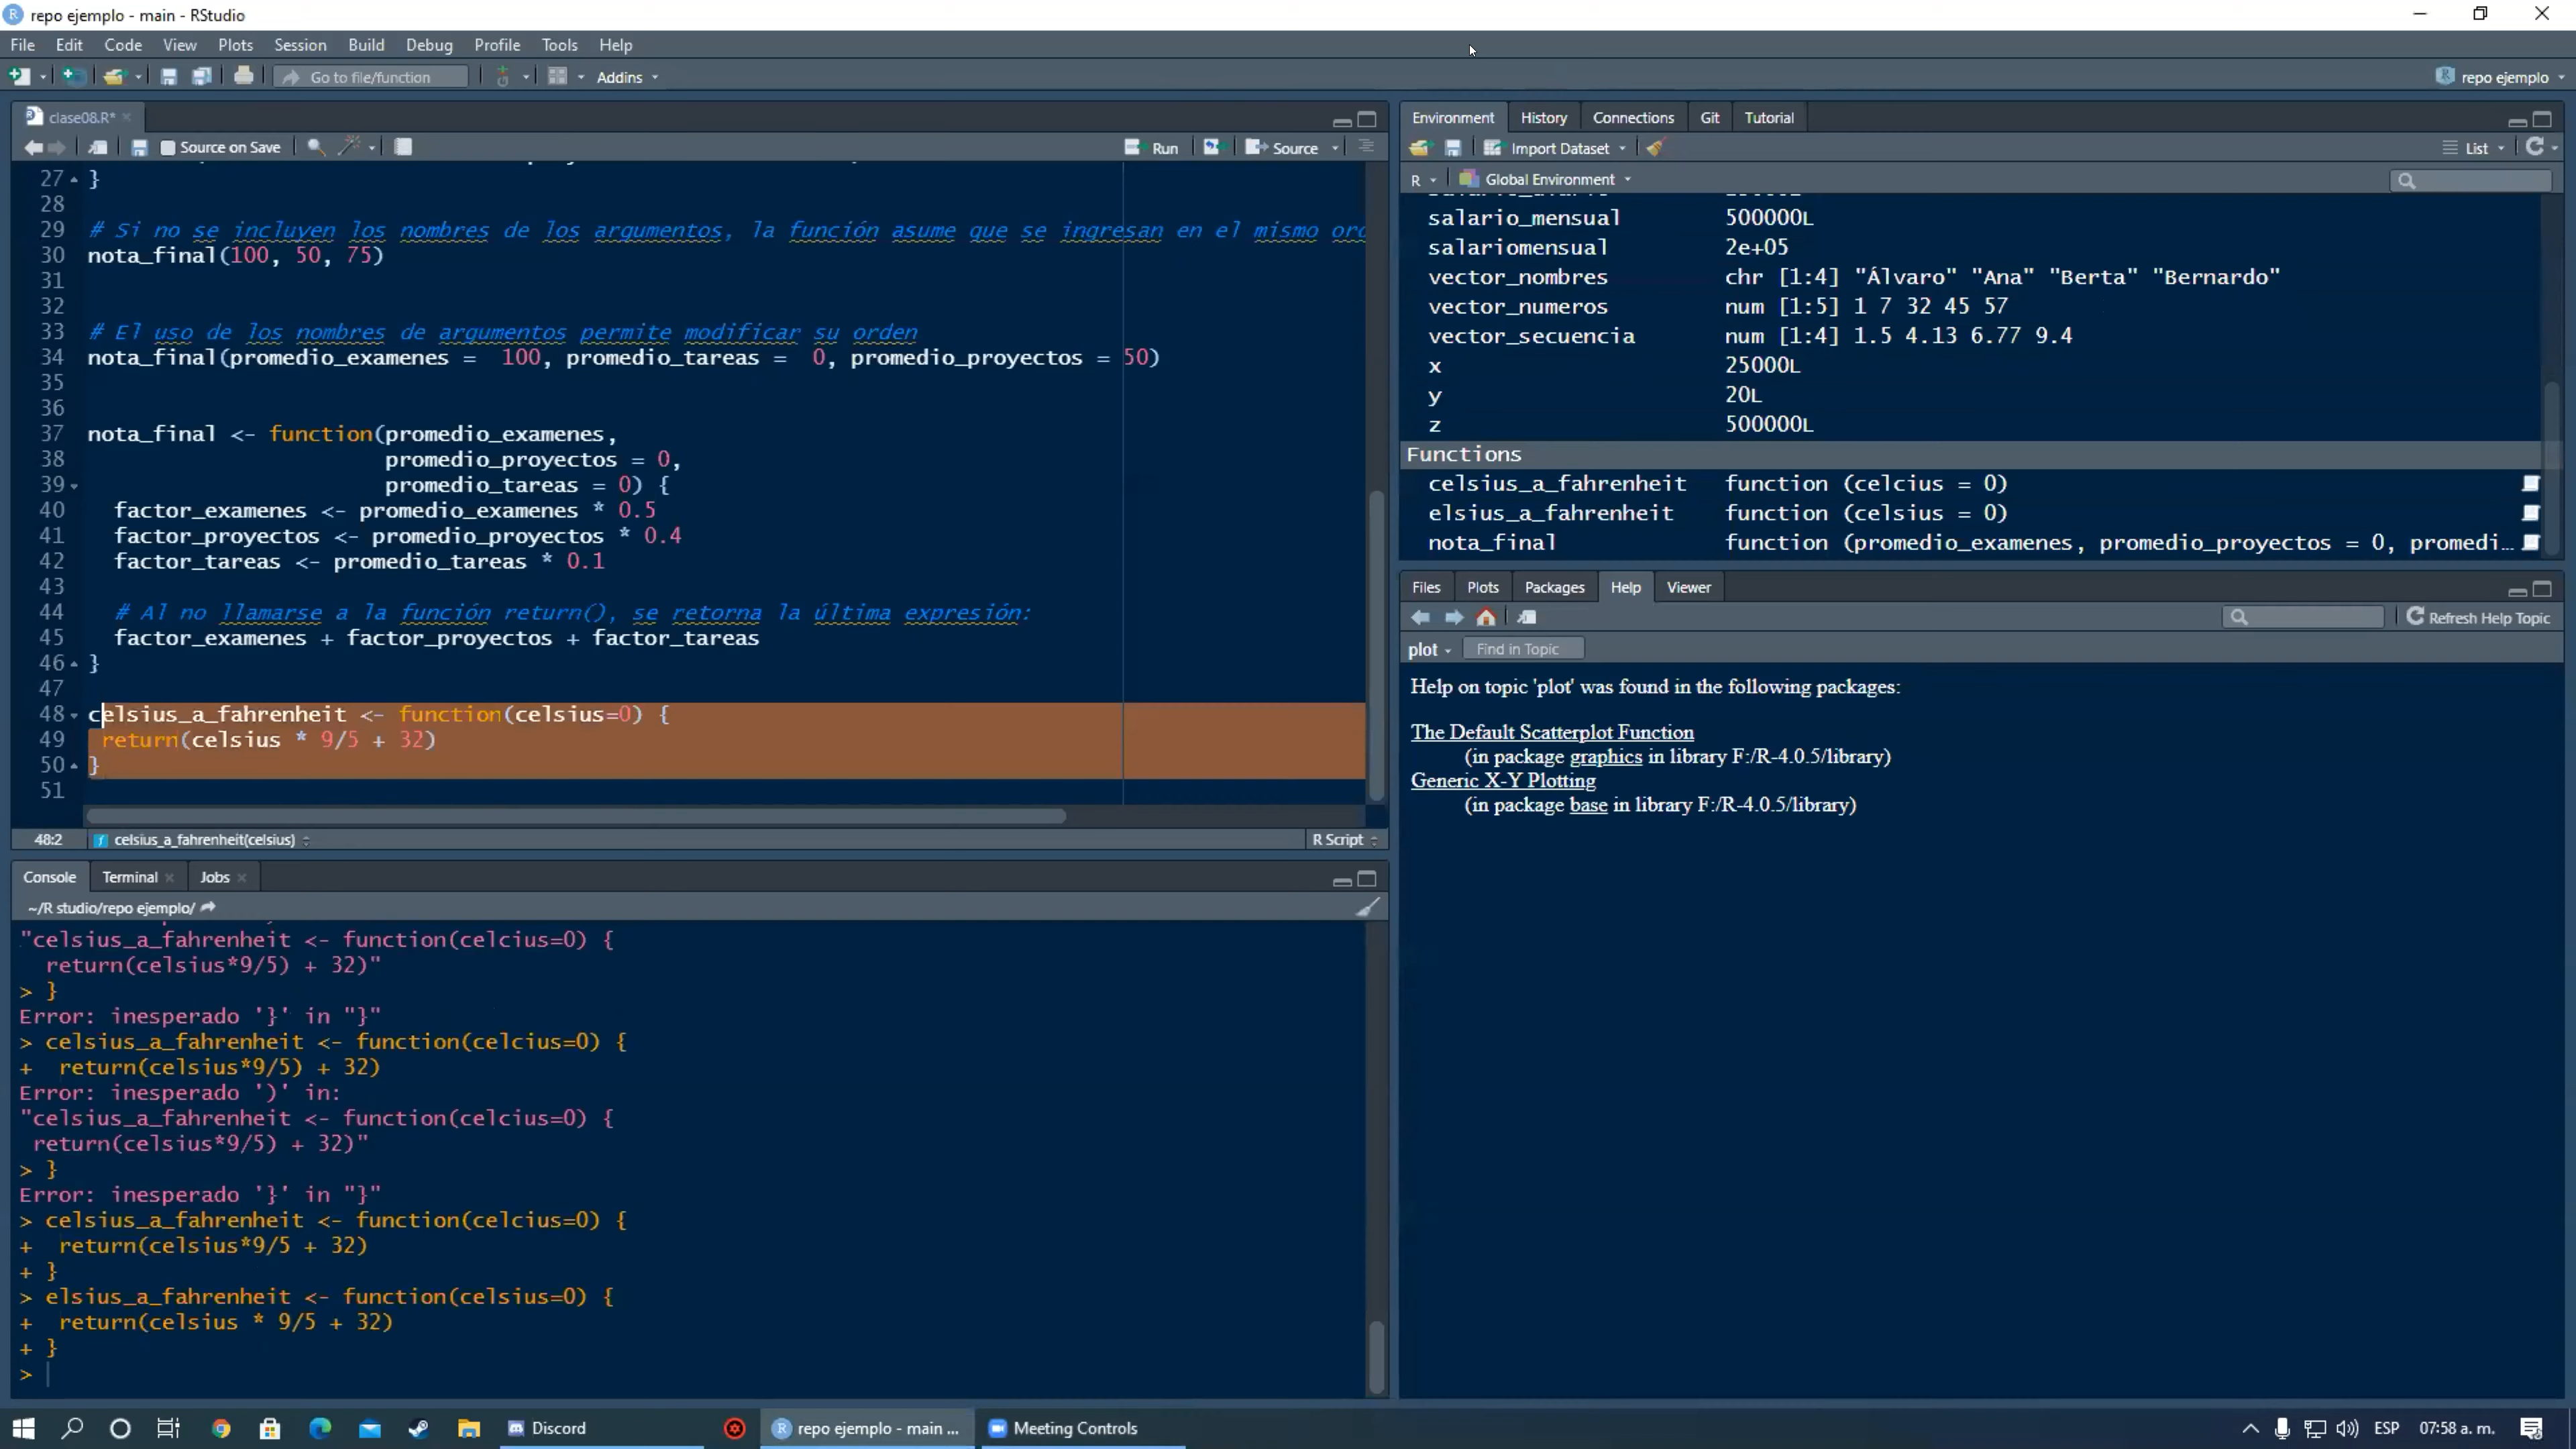 repo ejemplo - main - RStudio
File Edit Code View Plots Session Build Debug Profile Tools Help
Go to file/function Addins repo ejemplo
clase08.R*
Source on Save Run Source
27 }
28
29 # Si no se incluyen los nombres de los argumentos, la función asume que se ingresan en el mismo ord
30 nota_final(100, 50, 75)
31
32
33 # El uso de los nombres de argumentos permite modificar su orden
34 nota_final(promedio_examenes =  100, promedio_tareas =  0, promedio_proyectos = 50)
35
36
37 nota_final <- function(promedio_examenes,
38 promedio_proyectos = 0,
39 promedio_tareas = 0) {
40 factor_examenes <- promedio_examenes * 0.5
41 factor_proyectos <- promedio_proyectos * 0.4
42 factor_tareas <- promedio_tareas * 0.1
43
44 # Al no llamarse a la función return(), se retorna la última expresión:
45 factor_examenes + factor_proyectos + factor_tareas
46 }
47
48 celsius_a_fahrenheit <- function(celsius=0) {
49 return(celsius * 9/5 + 32)
50 }
51
48:2 celsius_a_fahrenheit(celsius) R Script
Console Terminal Jobs
~/R studio/repo ejemplo/
"celsius_a_fahrenheit <- function(celcius=0) {
return(celsius*9/5) + 32)"
> }
Error: inesperado '}' in "}"
> celsius_a_fahrenheit <- function(celcius=0) {
+ return(celsius*9/5) + 32)
Error: inesperado ')' in:
"celsius_a_fahrenheit <- function(celcius=0) {
return(celsius*9/5) + 32)"
> }
Error: inesperado '}' in "}"
> celsius_a_fahrenheit <- function(celcius=0) {
+ return(celsius*9/5 + 32)
+ }
> elsius_a_fahrenheit <- function(celsius=0) {
+ return(celsius * 9/5 + 32)
+ }
>
Environment History Connections Git Tutorial
Import Dataset List
R Global Environment
salario_mensual 500000L
salariomensual 2e+05
vector_nombres chr [1:4] "Álvaro" "Ana" "Berta" "Bernardo"
vector_numeros num [1:5] 1 7 32 45 57
vector_secuencia num [1:4] 1.5 4.13 6.77 9.4
x 25000L
y 20L
z 500000L
Functions
celsius_a_fahrenheit function (celcius = 0)
elsius_a_fahrenheit function (celsius = 0)
nota_final function (promedio_examenes, promedio_proyectos = 0, promedi...
Files Plots Packages Help Viewer
Refresh Help Topic
plot Find in Topic
Help on topic 'plot' was found in the following packages:
The Default Scatterplot Function
(in package graphics in library F:/R-4.0.5/library)
Generic X-Y Plotting
(in package base in library F:/R-4.0.5/library)
Discord repo ejemplo - main ... Meeting Controls ESP 07:58 a. m.